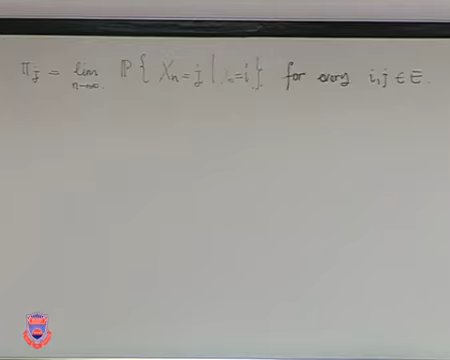 π_j = lim_{n→∞} ℙ{ X_n = j | X_0 = i } for every i, j ∈ E.